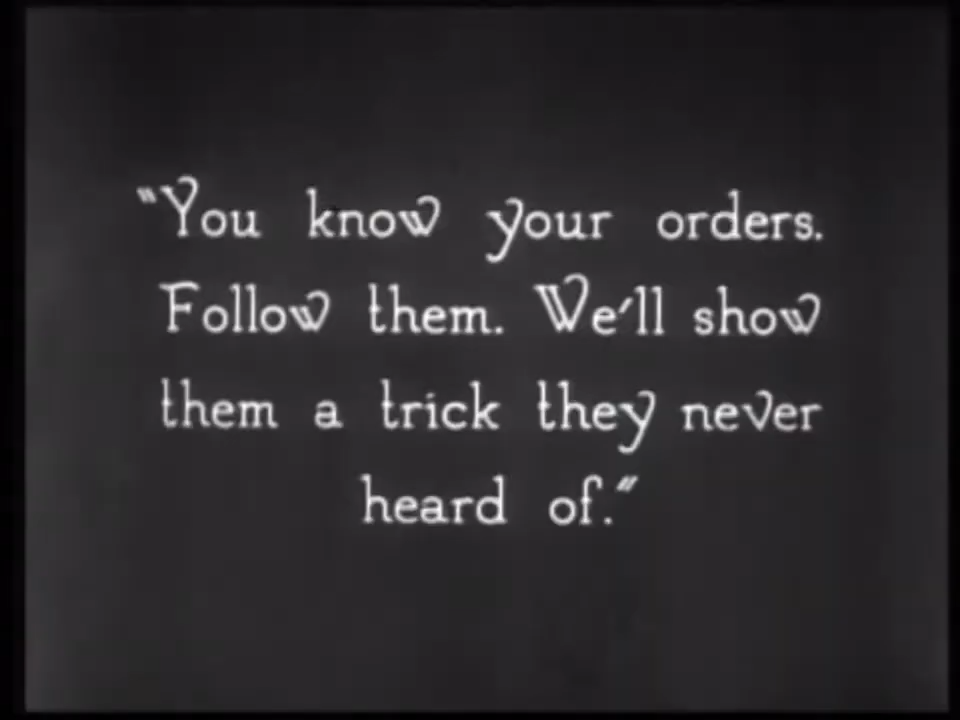 "You know your orders.
Follow them. We'll show
them a trick they never
heard of."